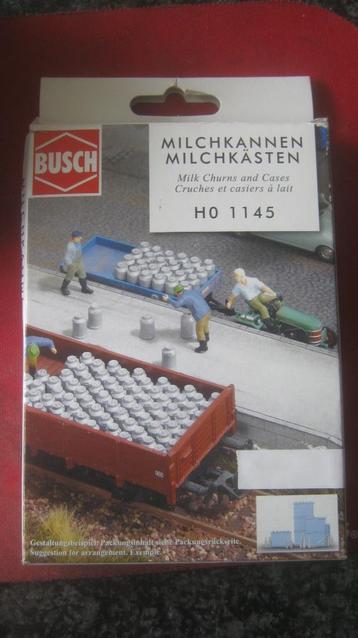 BUSCH
MILCHKANNEN
MILCHKÄSTEN
Milk Churns and Cases
Cruches et casiers à lait
H0 1145
Gestaltungsbeispiel. Packungsinhalt siehe Packungsrückseite.
Suggestion for arrangement. Exemple.